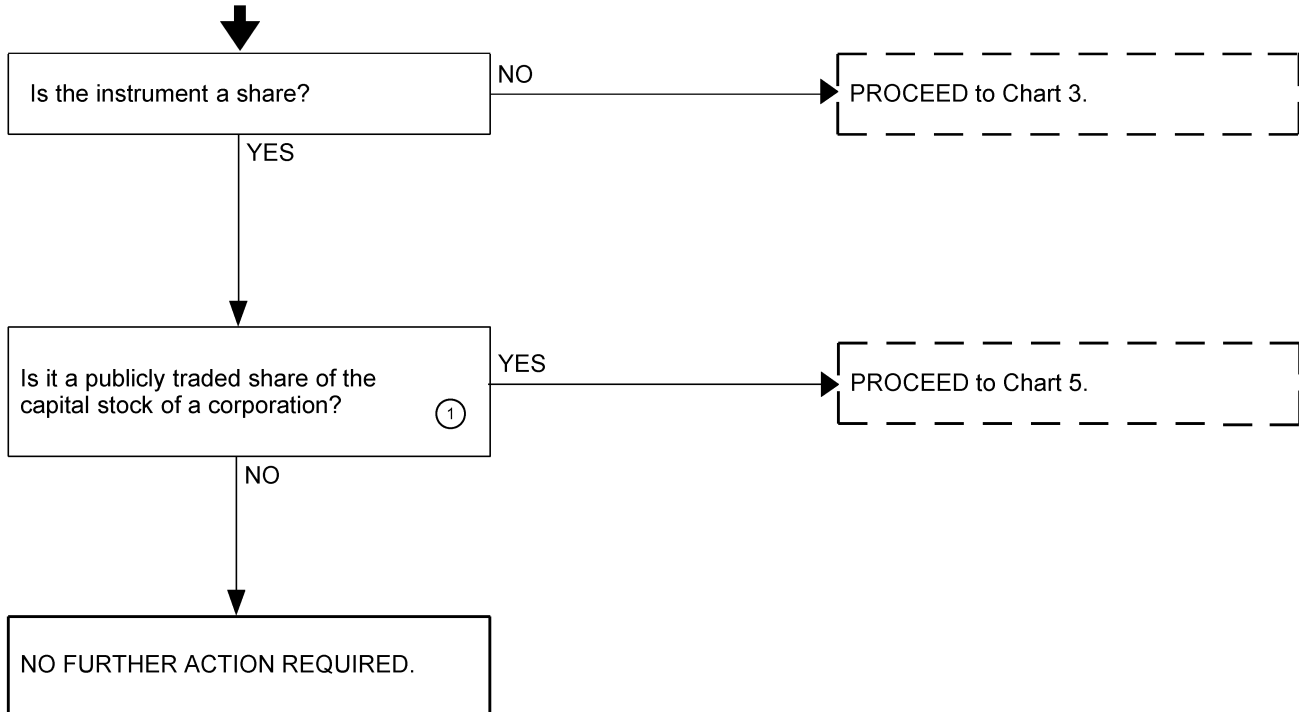 Is the instrument a share?
NO
PROCEED to Chart 3.
YES
Is it a publicly traded share of the
capital stock of a corporation?
1
YES
PROCEED to Chart 5.
NO
NO FURTHER ACTION REQUIRED.